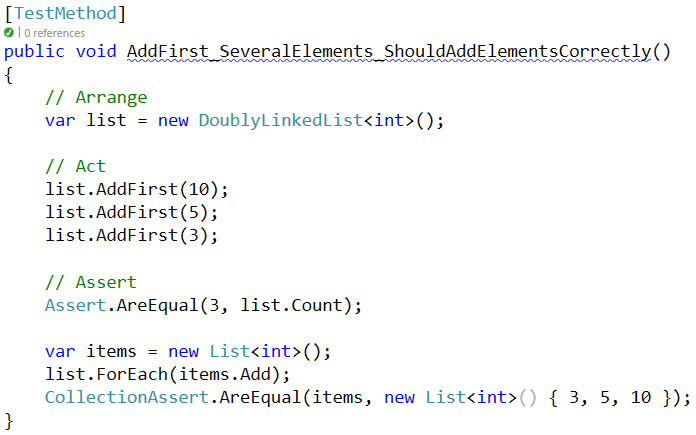 [TestMethod]
| 0 references
public void AddFirst_SeveralElements_ShouldAddElementsCorrectly()
{
    // Arrange
    var list = new DoublyLinkedList<int>();

    // Act
    list.AddFirst(10);
    list.AddFirst(5);
    list.AddFirst(3);

    // Assert
    Assert.AreEqual(3, list.Count);

    var items = new List<int>();
    list.ForEach(items.Add);
    CollectionAssert.AreEqual(items, new List<int>() { 3, 5, 10 });
}